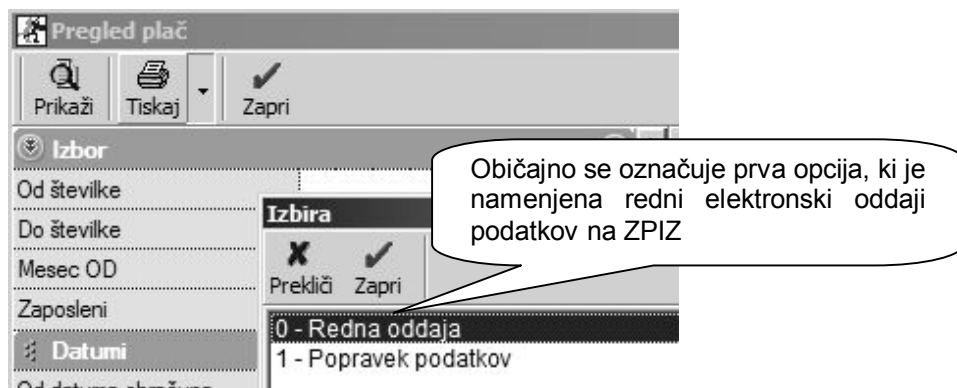 Pregled plač
Prikaži Tiskaj Zapri
Izbor
Od številke
Do številke
Mesec OD
Zaposleni
Datumi
Izbira
Prekliči Zapri
0 - Redna oddaja
1 - Popravek podatkov
Običajno se označuje prva opcija, ki je
namenjena redni elektronski oddaji
podatkov na ZPIZ